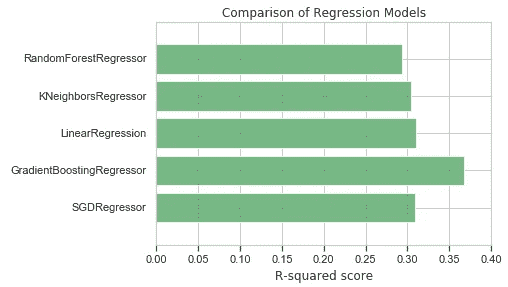 Comparison of Regression Models
RandomForestRegressor
KNeighborsRegressor
LinearRegression
GradientBoostingRegressor
SGDRegressor
0.00 0.05 0.10 0.15 0.20 0.25 0.30 0.35 0.40
R-squared score